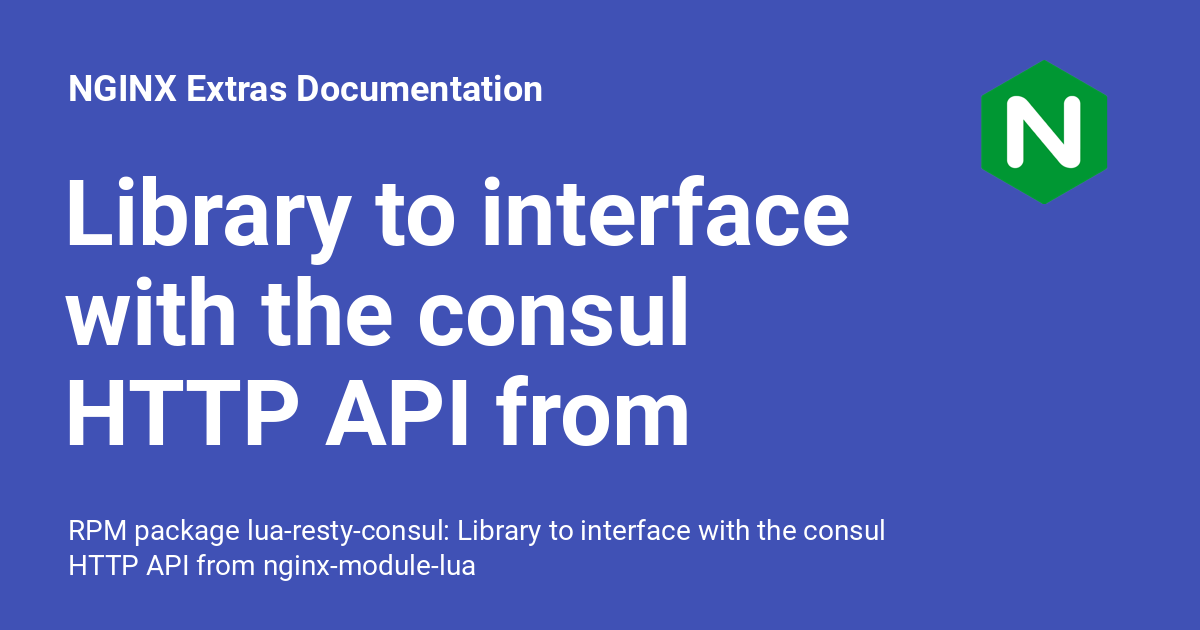 NGINX Extras Documentation
N
Library to interface
with the consul
HTTP API from
RPM package lua-resty-consul: Library to interface with the consul
HTTP API from nginx-module-lua